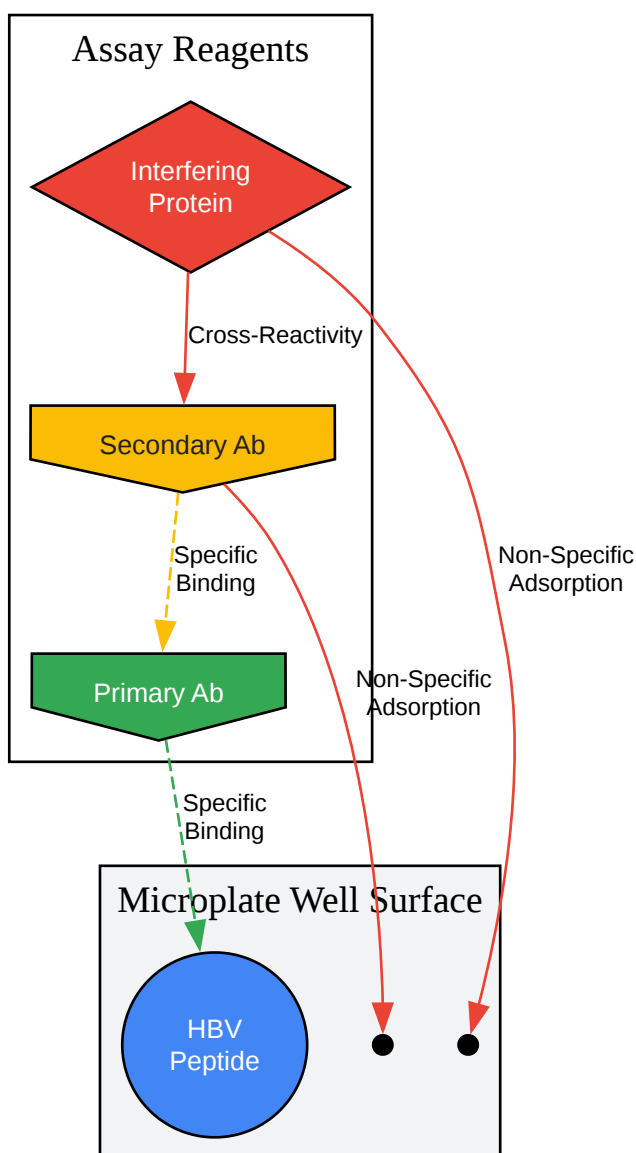 Assay Reagents
Interfering
Protein
Cross-Reactivity
Secondary Ab
Specific
Binding
Non-Specific
Adsorption
Primary Ab
Non-Specific
Adsorption
Specific
Binding
Microplate Well Surface
HBV
Peptide